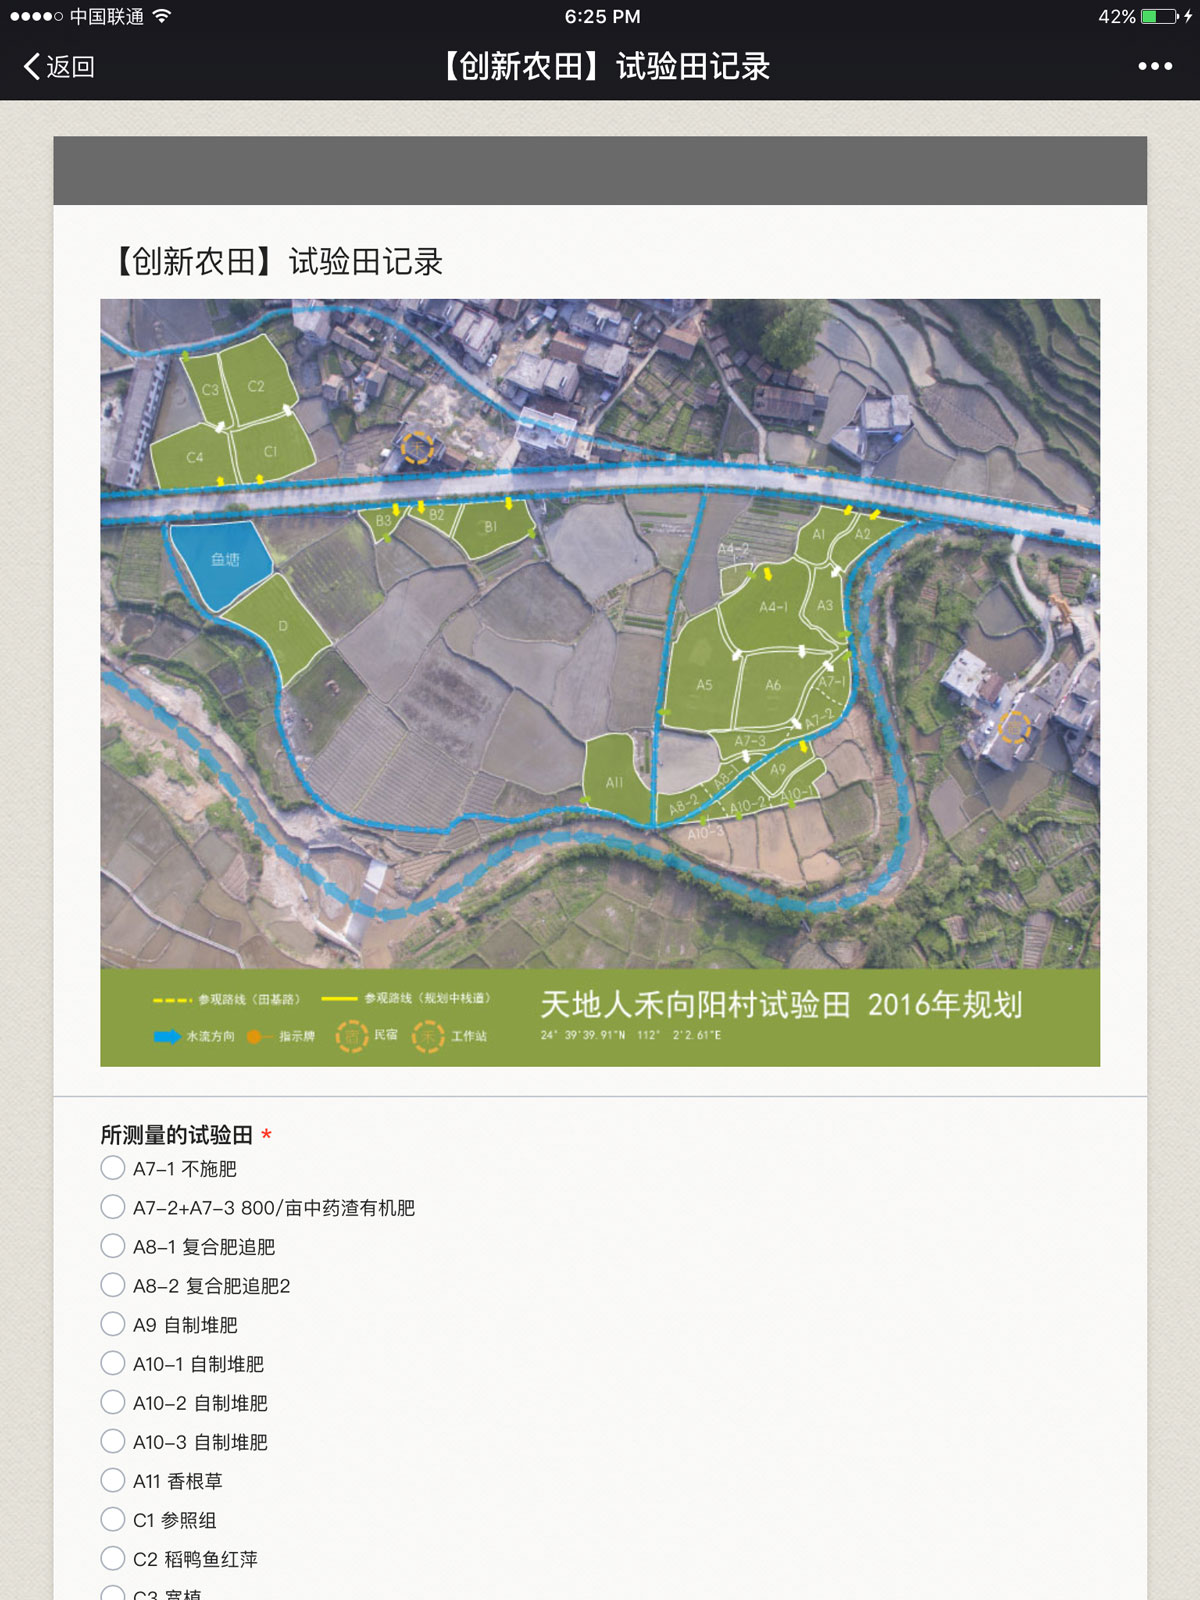 中国联通 6:25 PM 42%
返回 【创新农田】试验田记录
【创新农田】试验田记录
C3 C2
C4 C1
禾
B3 B2 B1
A1 A2
鱼塘
A4-2
A4-1 A3
D
A5 A6 A7-1
A7-2
A7-3
A11 A8-1 A9
A8-2 A10-2 A10-1
A10-3
参观路线（田基路） 参观路线（规划中栈道） 天地人禾向阳村试验田 2016年规划
水流方向 指示牌 宿 民宿 禾 工作站 24° 39'39.91"N 112° 2'2.61"E
所测量的试验田 *
A7-1 不施肥
A7-2+A7-3 800/亩中药渣有机肥
A8-1 复合肥追肥
A8-2 复合肥追肥2
A9 自制堆肥
A10-1 自制堆肥
A10-2 自制堆肥
A10-3 自制堆肥
A11 香根草
C1 参照组
C2 稻鸭鱼红萍
C3 宽植